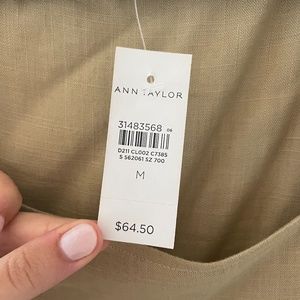 ANN TAYLOR
31483568 06
D211 CL002 C7385
S 562061 SZ 700
M
$64.50